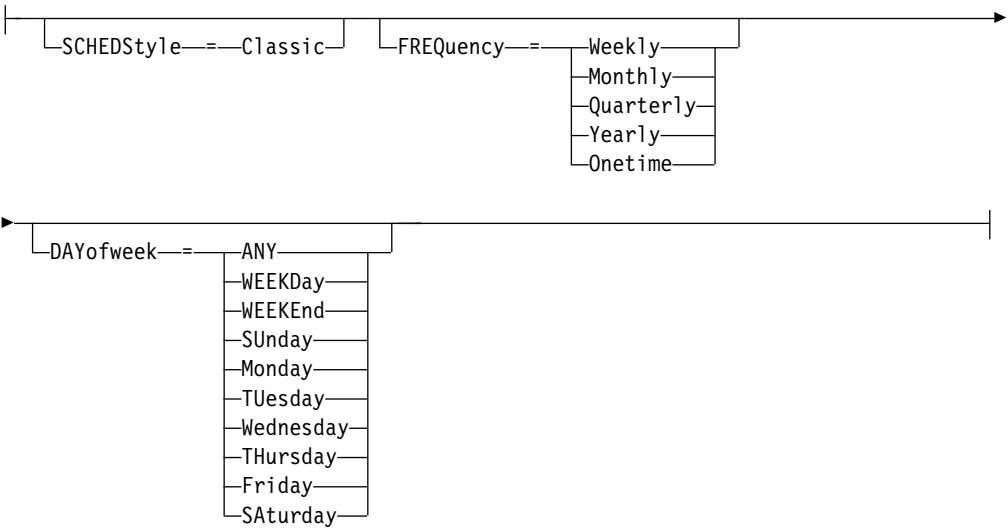 SCHEDStyle = Classic FREQuency = Weekly
Monthly
Quarterly
Yearly
Onetime
DAYofweek = ANY
WEEKDay
WEEKEnd
SUnday
Monday
TUesday
Wednesday
THursday
Friday
SAturday